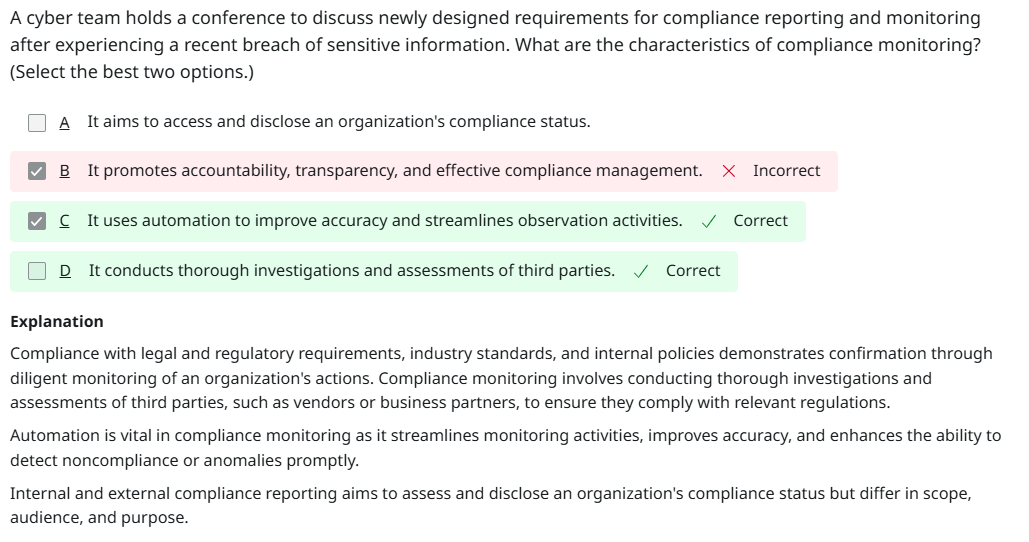 A cyber team holds a conference to discuss newly designed requirements for compliance reporting and monitoring
after experiencing a recent breach of sensitive information. What are the characteristics of compliance monitoring?
(Select the best two options.)
A It aims to access and disclose an organization's compliance status.
B It promotes accountability, transparency, and effective compliance management. Incorrect
C It uses automation to improve accuracy and streamlines observation activities. Correct
D It conducts thorough investigations and assessments of third parties. Correct
Explanation
Compliance with legal and regulatory requirements, industry standards, and internal policies demonstrates confirmation through
diligent monitoring of an organization's actions. Compliance monitoring involves conducting thorough investigations and
assessments of third parties, such as vendors or business partners, to ensure they comply with relevant regulations.
Automation is vital in compliance monitoring as it streamlines monitoring activities, improves accuracy, and enhances the ability to
detect noncompliance or anomalies promptly.
Internal and external compliance reporting aims to assess and disclose an organization's compliance status but differ in scope,
audience, and purpose.